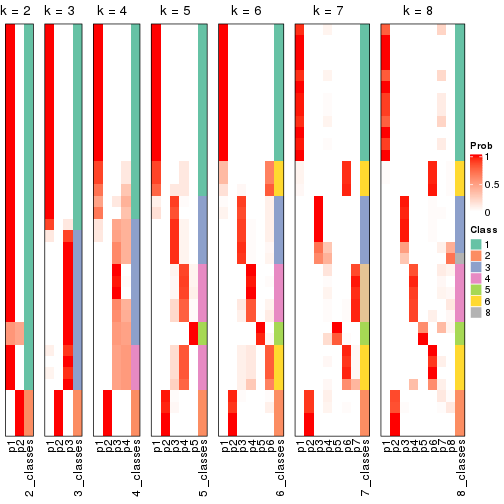 k = 2
k = 3
k = 4
k = 5
k = 6
k = 7
k = 8
p1
p2
2_classes
p1
p2
p3
3_classes
p1
p2
p3
p4
4_classes
p1
p2
p3
p4
p5
5_classes
p1
p2
p3
p4
p5
p6
6_classes
p1
p2
p3
p4
p5
p6
p7
7_classes
p1
p2
p3
p4
p5
p6
p7
p8
8_classes
Prob
1
0.5
0
Class
1
2
3
4
5
6
8